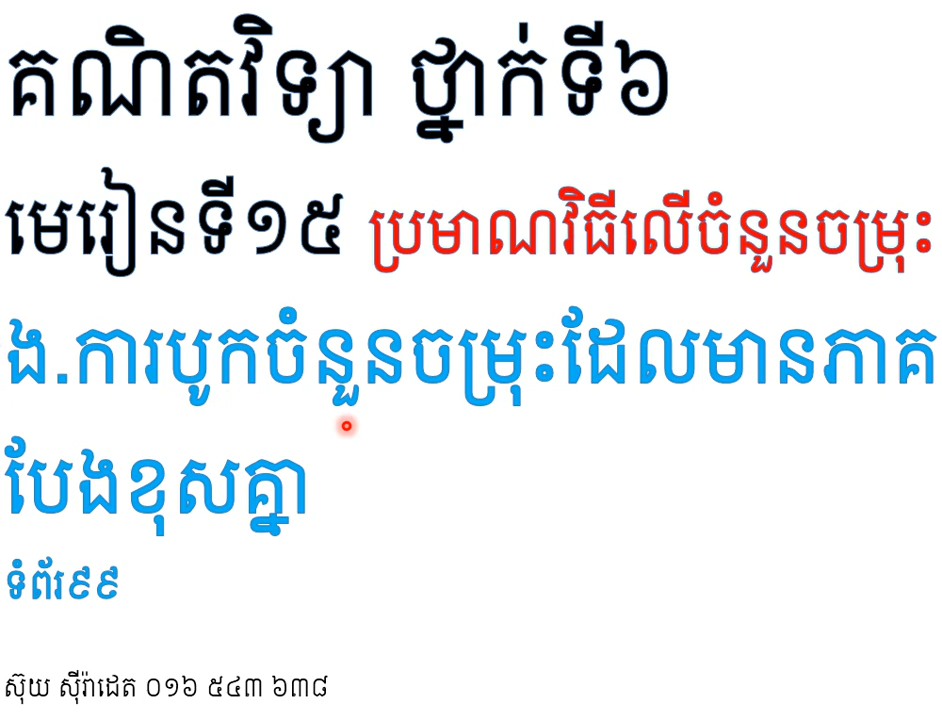 គណិតវិទ្យា ថ្នាក់ទី៦
មេរៀនទី១៥ ប្រមាណវិធីលើចំនួនចម្រុះ
ង.ការបូកចំនួនចម្រុះដែលមានភាគ
បែងខុសគ្នា
ទំព័រ៩៩
ស៊ុយ ស៊ីរ៉ាដេត ០១៦ ៥៤៣ ៦៣៨